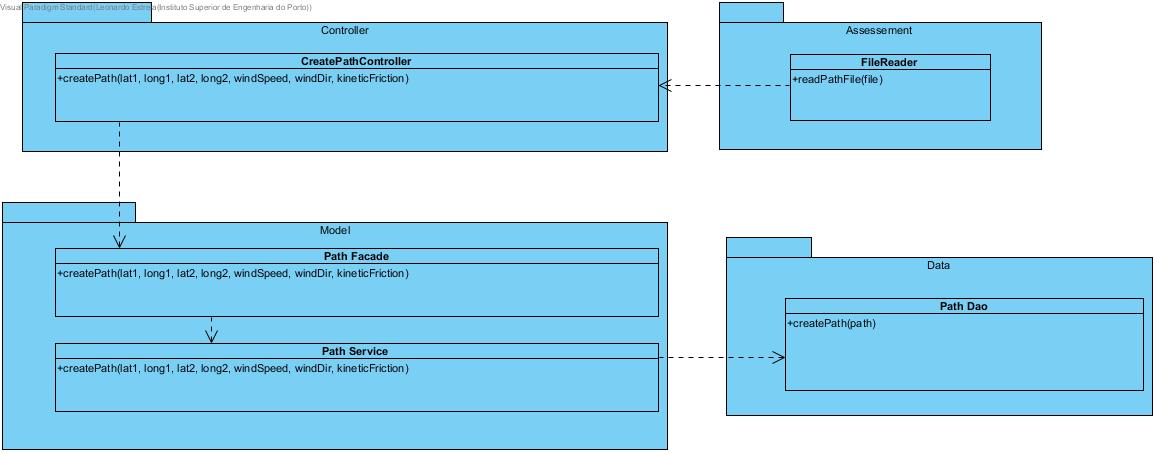 Visual Paradigm Standard(Leonardo Estrela(Instituto Superior de Engenharia do Porto))
Controller
CreatePathController
+createPath(lat1, long1, lat2, long2, windSpeed, windDir, kineticFriction)
Assessement
FileReader
+readPathFile(file)
Model
Path Facade
+createPath(lat1, long1, lat2, long2, windSpeed, windDir, kineticFriction)
Path Service
+createPath(lat1, long1, lat2, long2, windSpeed, windDir, kineticFriction)
Data
Path Dao
+createPath(path)